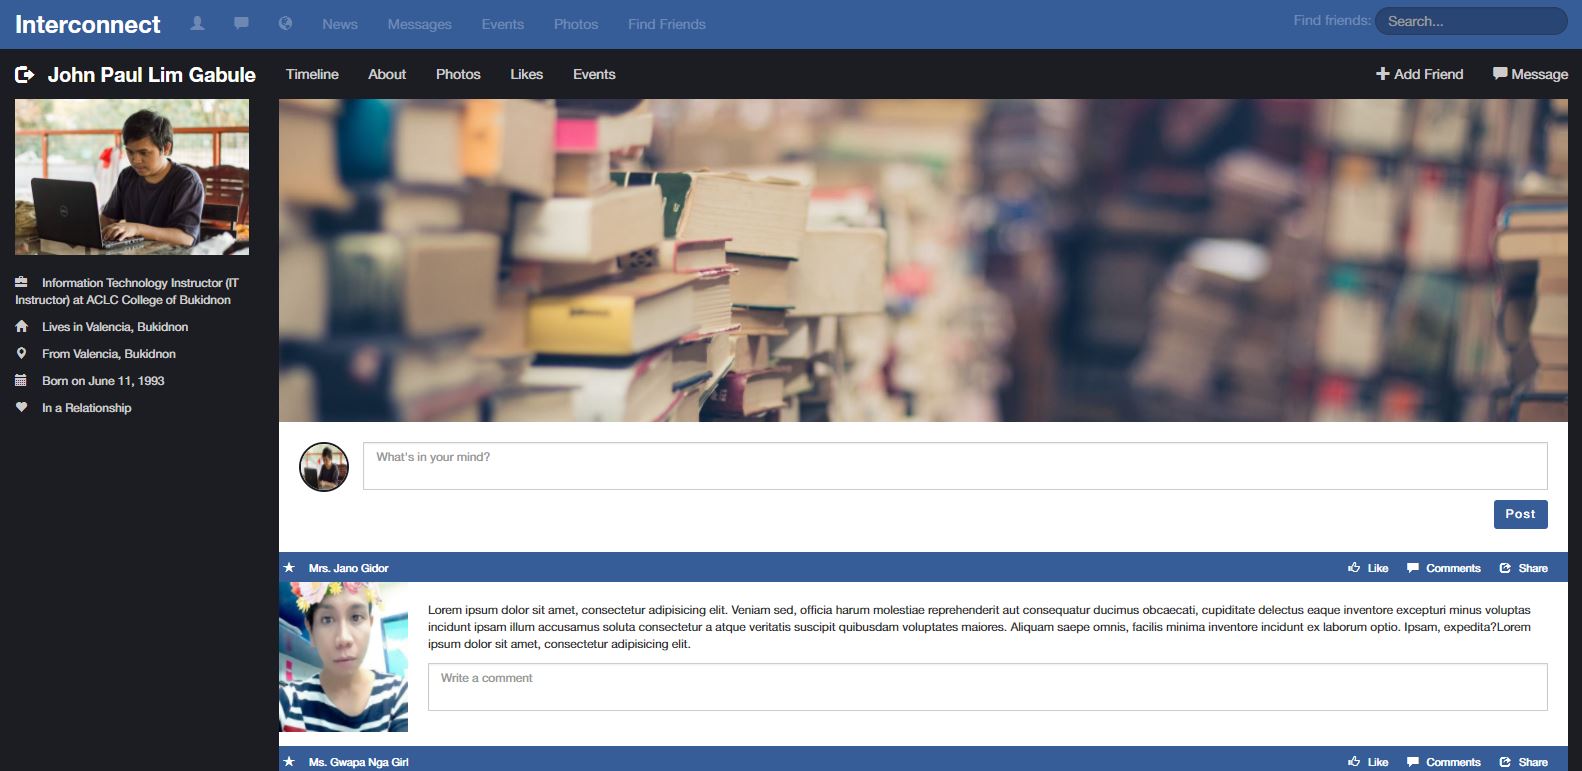 Interconnect News Messages Events Photos Find Friends Find friends: Search...
John Paul Lim Gabule Timeline About Photos Likes Events Add Friend Message
Information Technology Instructor (IT
Instructor) at ACLC College of Bukidnon
Lives in Valencia, Bukidnon
From Valencia, Bukidnon
Born on June 11, 1993
In a Relationship
What's in your mind?
Post
Mrs. Jano Gidor Like Comments Share
Lorem ipsum dolor sit amet, consectetur adipisicing elit. Veniam sed, officia harum molestiae reprehenderit aut consequatur ducimus obcaecati, cupiditate delectus eaque inventore excepturi minus voluptas
incidunt ipsam illum accusamus soluta consectetur a atque veritatis suscipit quibusdam voluptates maiores. Aliquam saepe omnis, facilis minima inventore incidunt ex laborum optio. Ipsam, expedita?Lorem
ipsum dolor sit amet, consectetur adipisicing elit.
Write a comment
Ms. Gwapa Nga Girl Like Comments Share